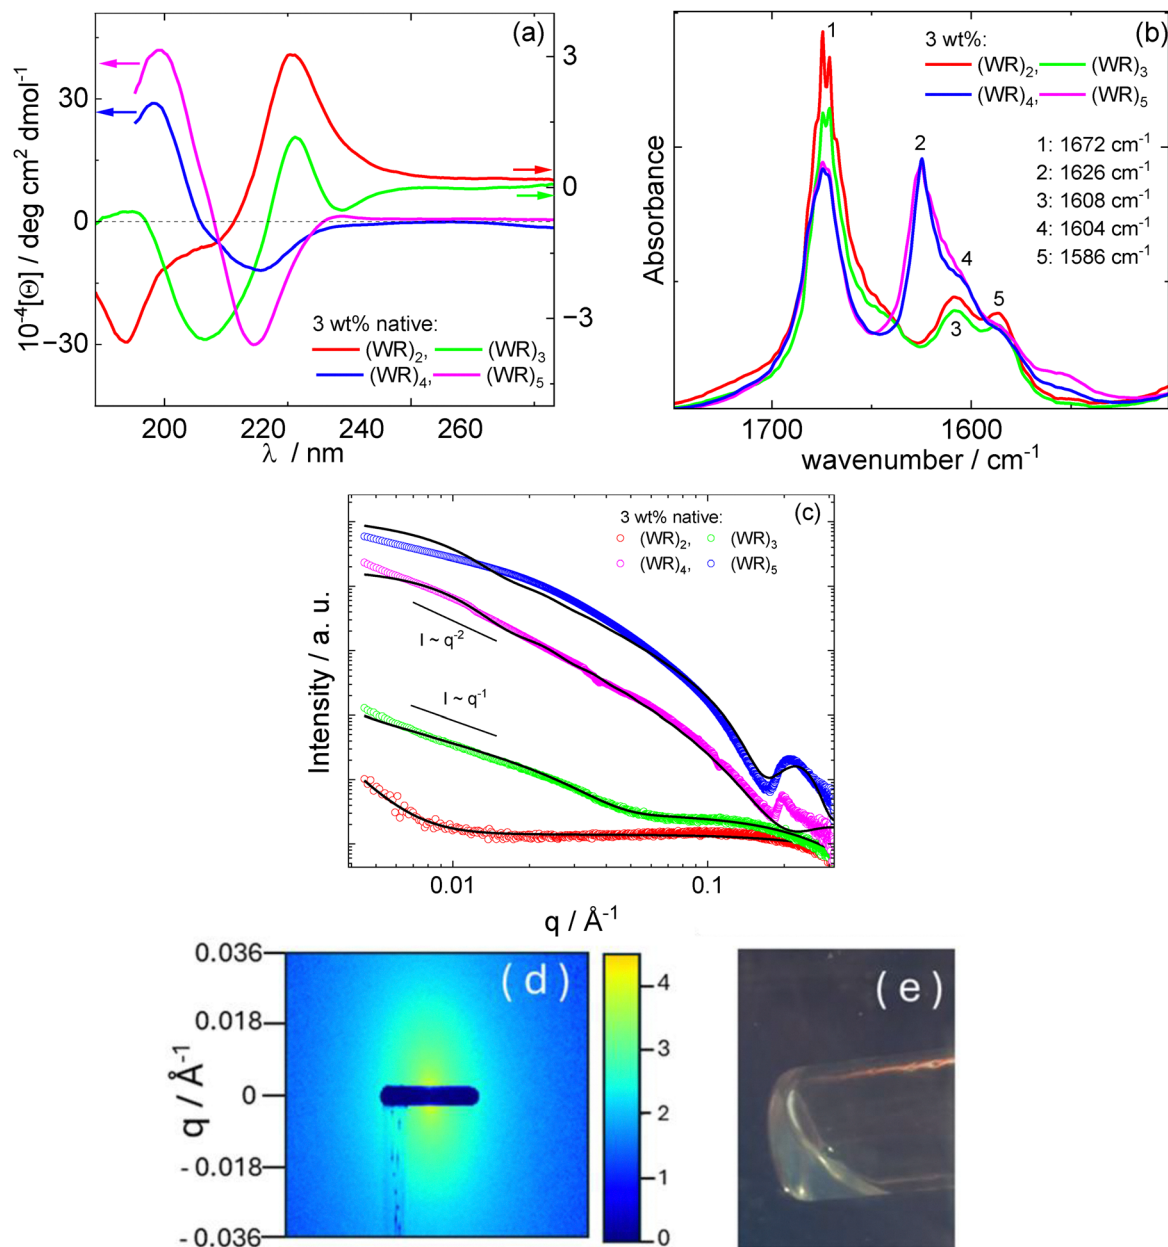 (a)
10⁻⁴[Θ] / deg cm² dmol⁻¹
30
0
−30
3
0
−3
3 wt% native:
(WR)₂, (WR)₃
(WR)₄, (WR)₅
200 220 240 260
λ / nm
(b)
Absorbance
3 wt%:
(WR)₂, (WR)₃
(WR)₄, (WR)₅
1
2
3
4
5
1: 1672 cm⁻¹
2: 1626 cm⁻¹
3: 1608 cm⁻¹
4: 1604 cm⁻¹
5: 1586 cm⁻¹
1700 1600
wavenumber / cm⁻¹
(c)
Intensity / a. u.
3 wt% native:
(WR)₂, (WR)₃
(WR)₄, (WR)₅
I ~ q⁻²
I ~ q⁻¹
0.01 0.1
q / Å⁻¹
( d )
q / Å⁻¹
0.036
0.018
0
- 0.018
- 0.036
4
3
2
1
0
( e )